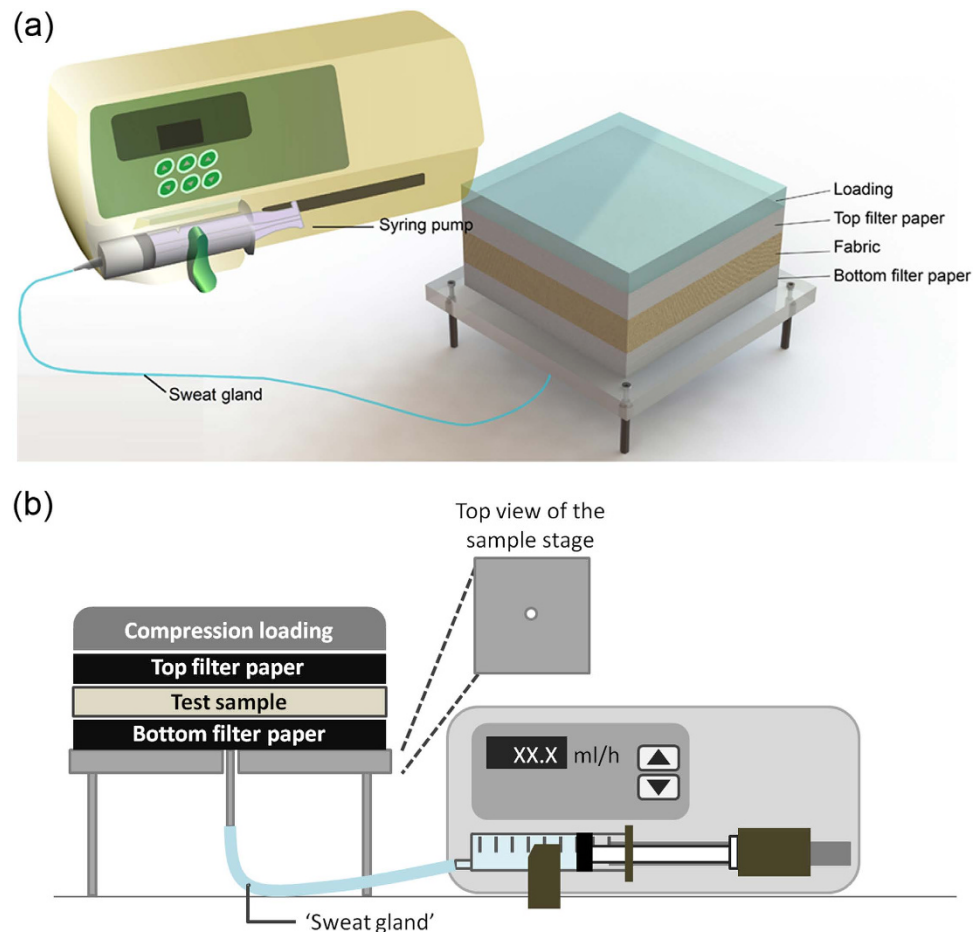 (a)
Syring pump
Sweat gland
Loading
Top filter paper
Fabric
Bottom filter paper
(b)
Top view of the
sample stage
Compression loading
Top filter paper
Test sample
Bottom filter paper
XX.X ml/h
'Sweat gland'